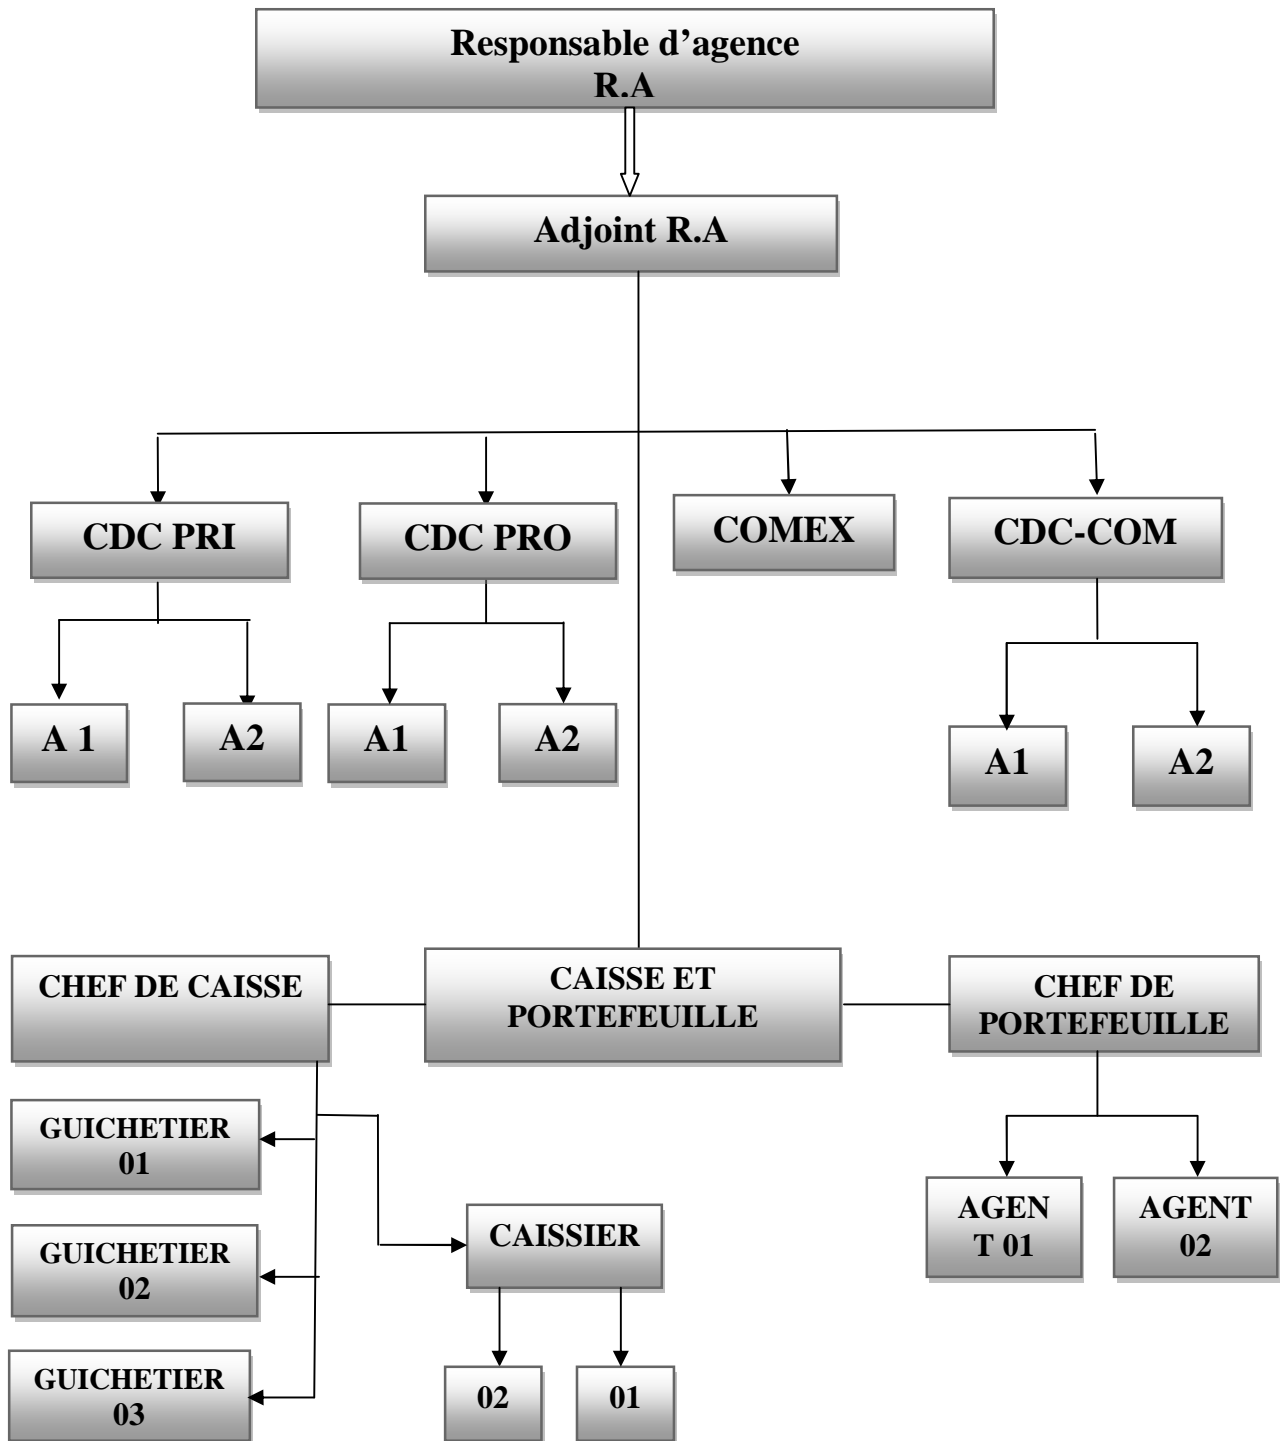 Responsable d’agence
R.A
Adjoint R.A
CDC PRI
CDC PRO
COMEX
CDC-COM
A 1
A2
A1
A2
A1
A2
CHEF DE CAISSE
CAISSE ET
PORTEFEUILLE
CHEF DE
PORTEFEUILLE
GUICHETIER
01
GUICHETIER
02
GUICHETIER
03
CAISSIER
02
01
AGEN
T 01
AGENT
02